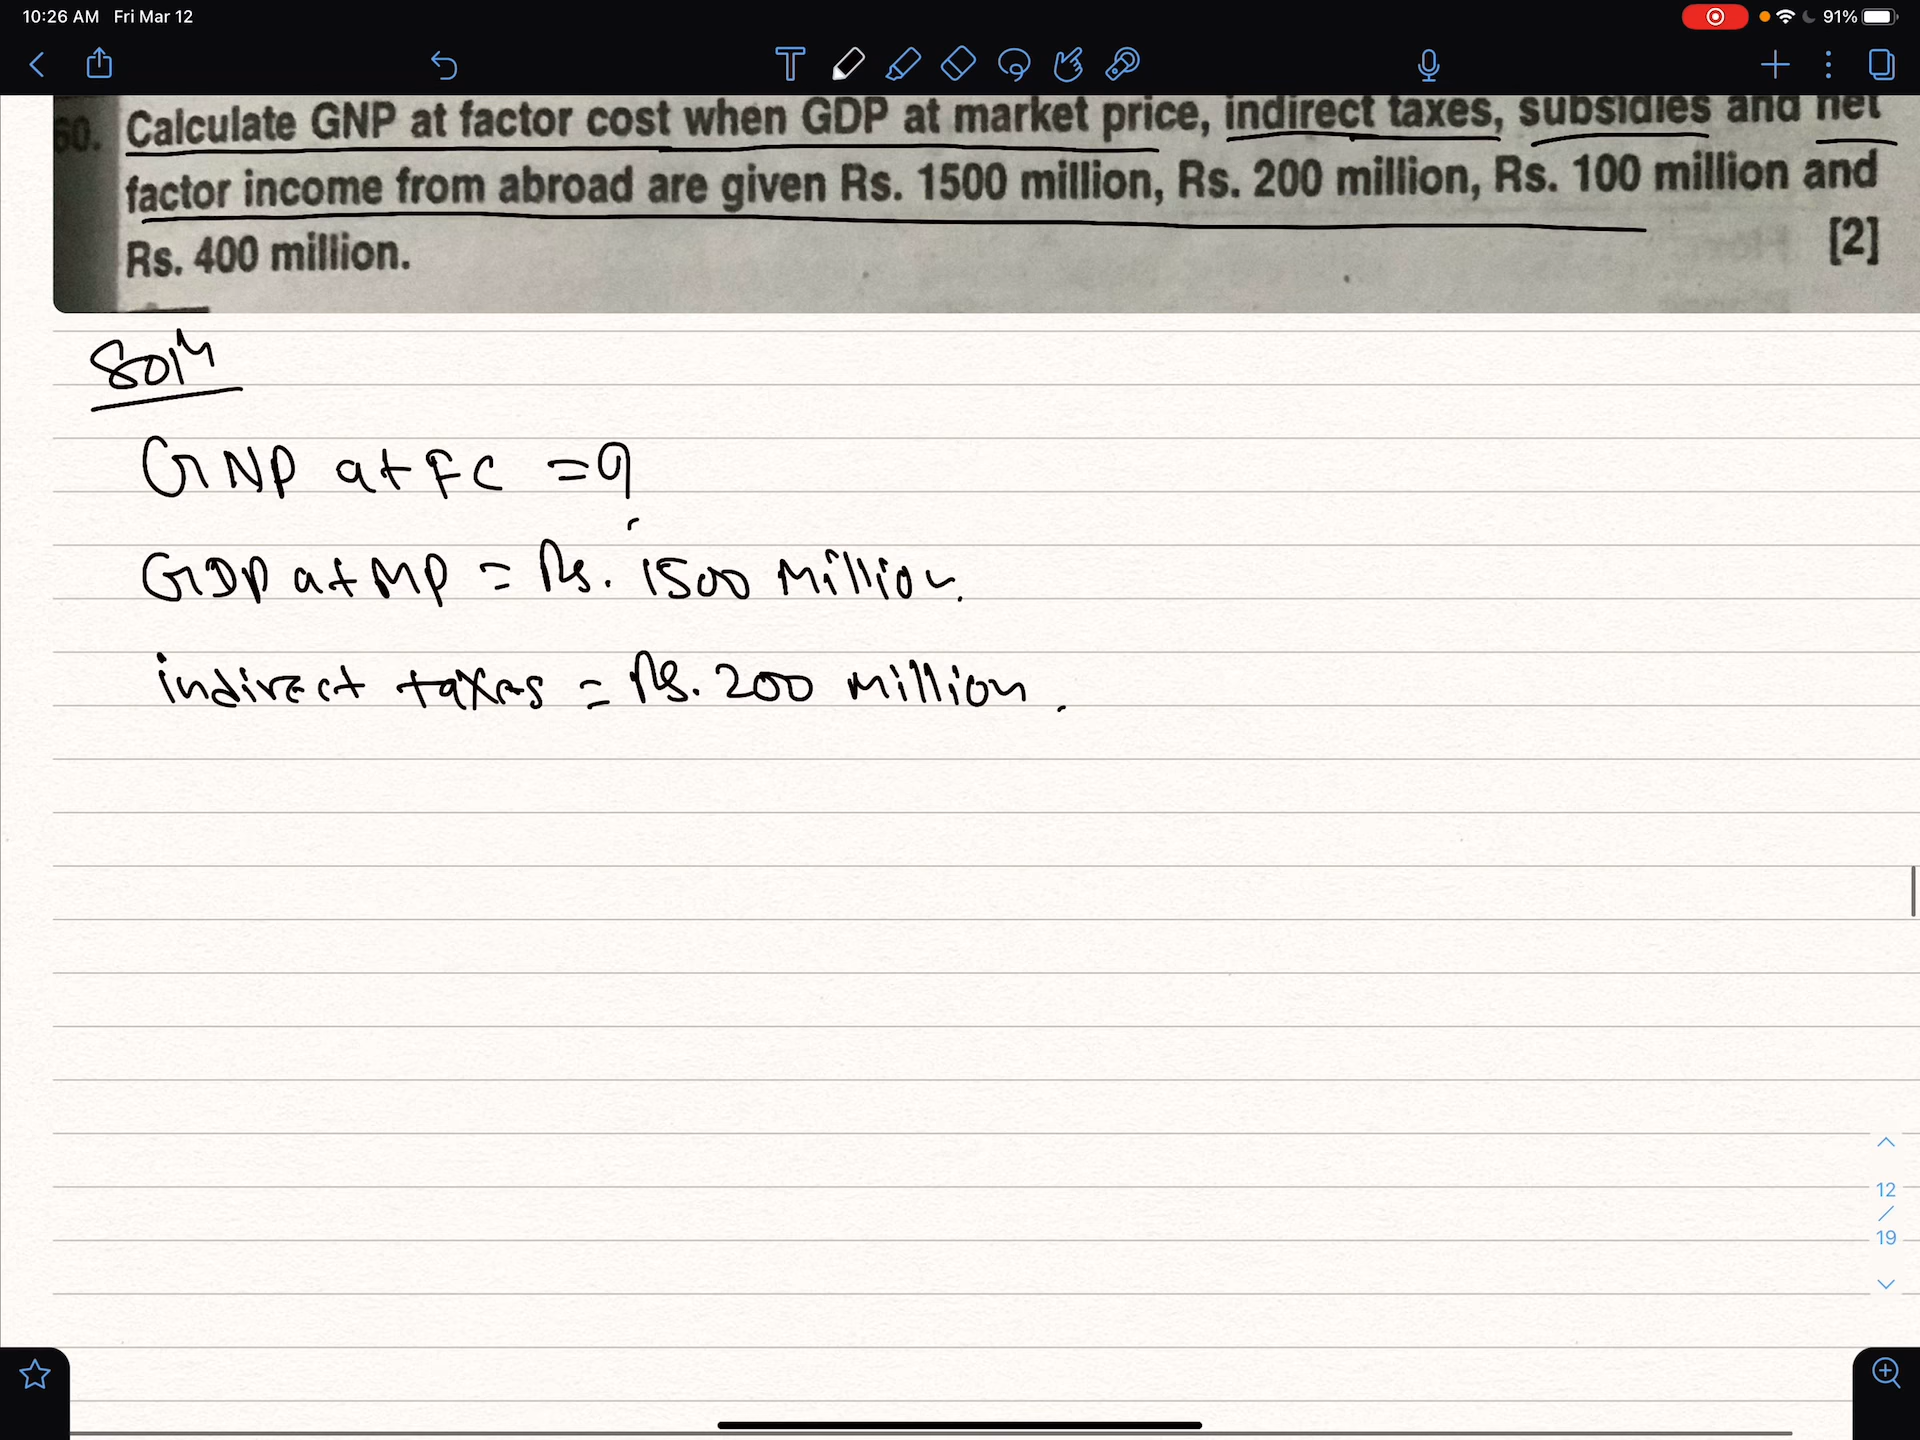 10:26 AM Fri Mar 12
91%
60. Calculate GNP at factor cost when GDP at market price, indirect taxes, subsidies and net
factor income from abroad are given Rs. 1500 million, Rs. 200 million, Rs. 100 million and
Rs. 400 million.
[2]
Soln
GNP at FC = ?
GDP at MP = Rs. 1500 Million.
indirect taxes = Rs. 200 million.
12
/
19